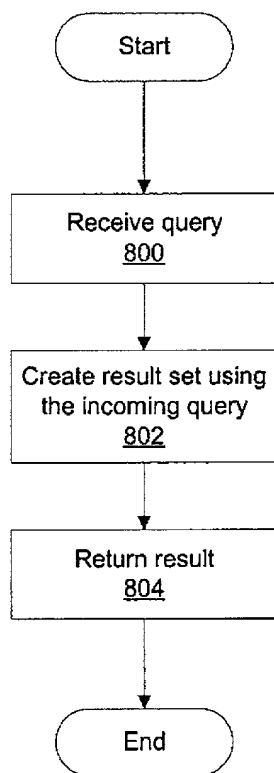 Start
Receive query
800
Create result set using
the incoming query
802
Return result
804
End